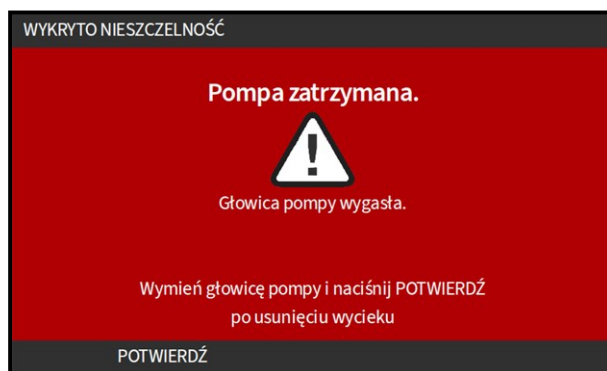 WYKRYTO NIESZCZELNOŚĆ
Pompa zatrzymana.
Głowica pompy wygasła.
Wymień głowicę pompy i naciśnij POTWIERDŹ
po usunięciu wycieku
POTWIERDŹ